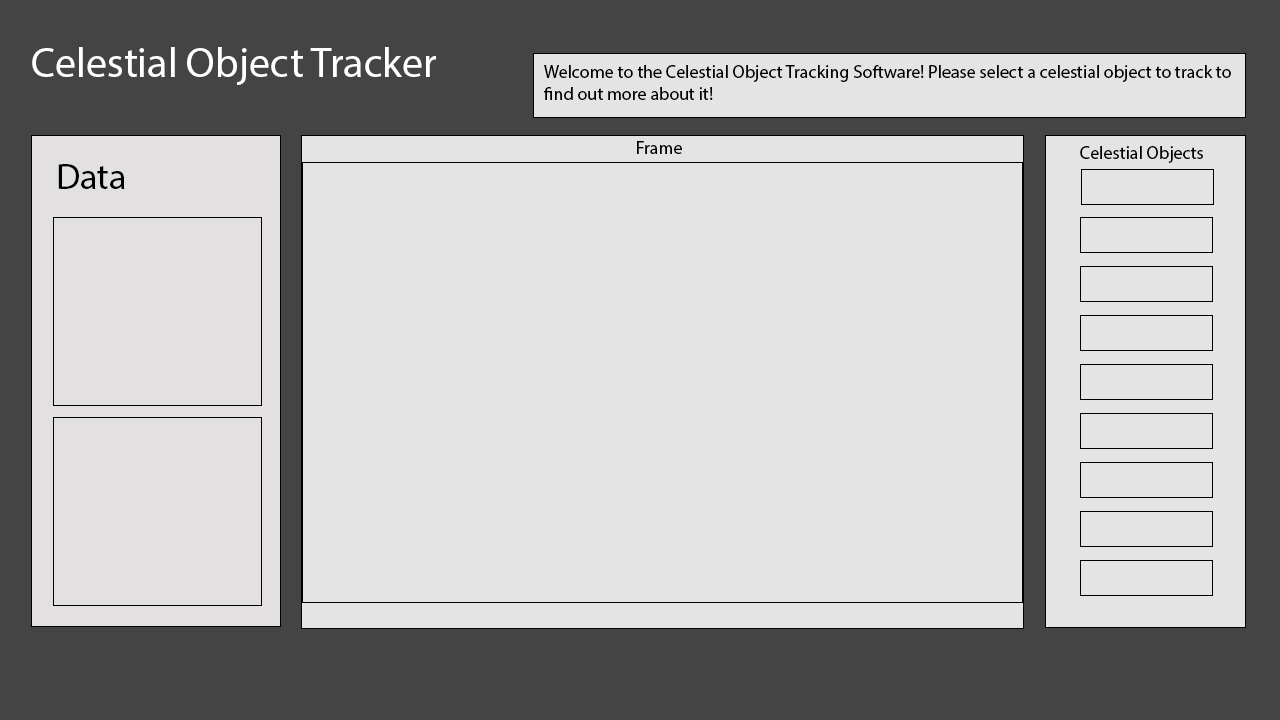 Celestial Object Tracker
Welcome to the Celestial Object Tracking Software! Please select a celestial object to track to
find out more about it!
Data
Frame
Celestial Objects